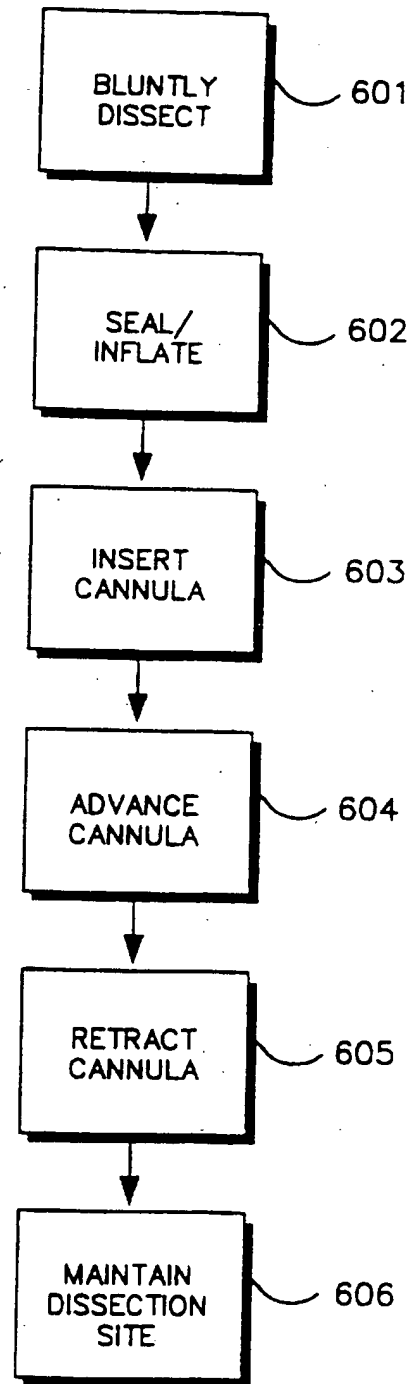 BLUNTLY
DISSECT
601
SEAL/
INFLATE
602
INSERT
CANNULA
603
ADVANCE
CANNULA
604
RETRACT
CANNULA
605
MAINTAIN
DISSECTION
SITE
606